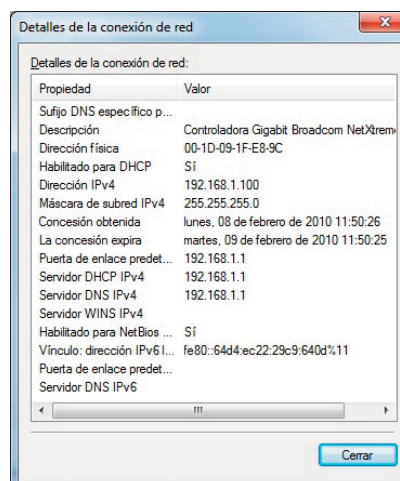 Detalles de la conexión de red
Detalles de la conexión de red:
Propiedad Valor
Sufijo DNS específico p...
Descripción Controladora Gigabit Broadcom NetXtrem
Dirección física 00-1D-09-1F-E8-9C
Habilitado para DHCP Sí
Dirección IPv4 192.168.1.100
Máscara de subred IPv4 255.255.255.0
Concesión obtenida lunes, 08 de febrero de 2010 11:50:26
La concesión expira martes, 09 de febrero de 2010 11:50:25
Puerta de enlace predet... 192.168.1.1
Servidor DHCP IPv4 192.168.1.1
Servidor DNS IPv4 192.168.1.1
Servidor WINS IPv4
Habilitado para NetBios ... Sí
Vínculo: dirección IPv6 l... fe80::64d4:ec22:29c9:640d%11
Puerta de enlace predet...
Servidor DNS IPv6
Cerrar